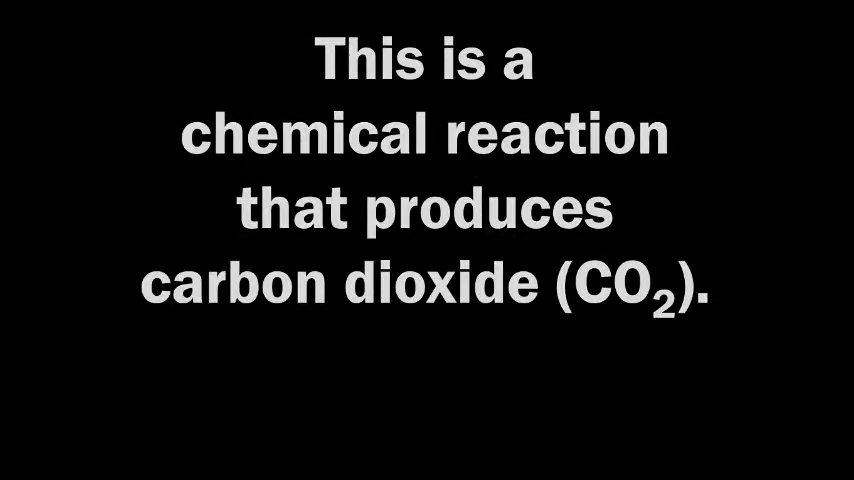 This is a
chemical reaction
that produces
carbon dioxide (CO₂).